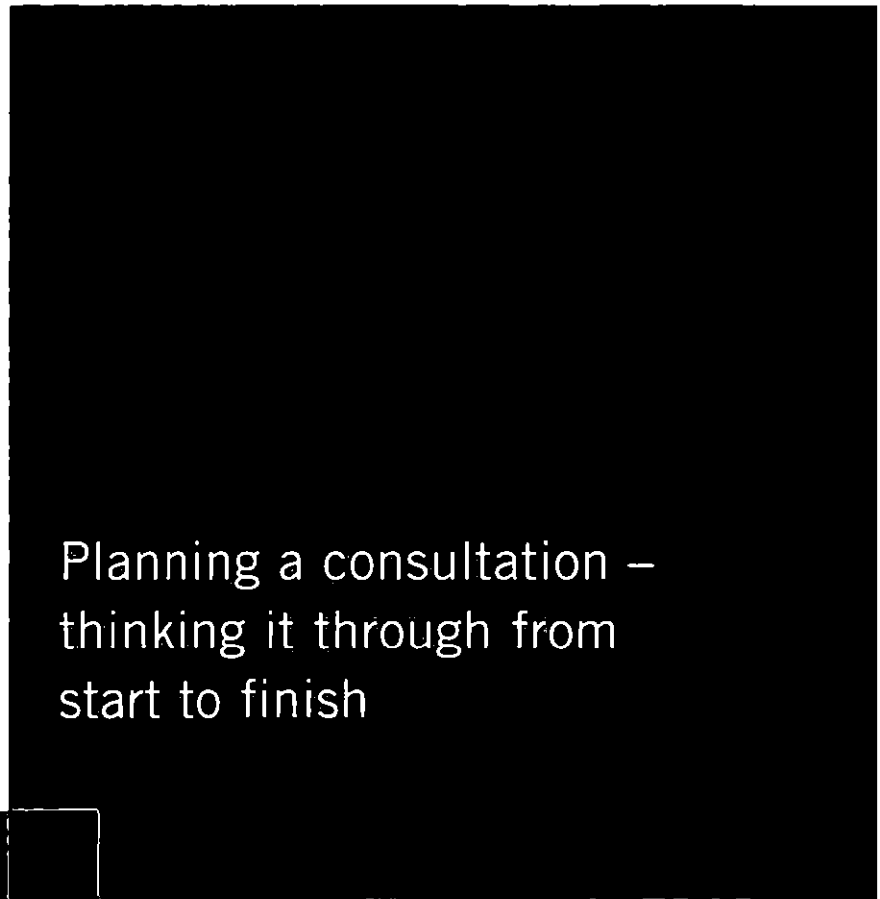 Planning a consultation –
thinking it through from
start to finish